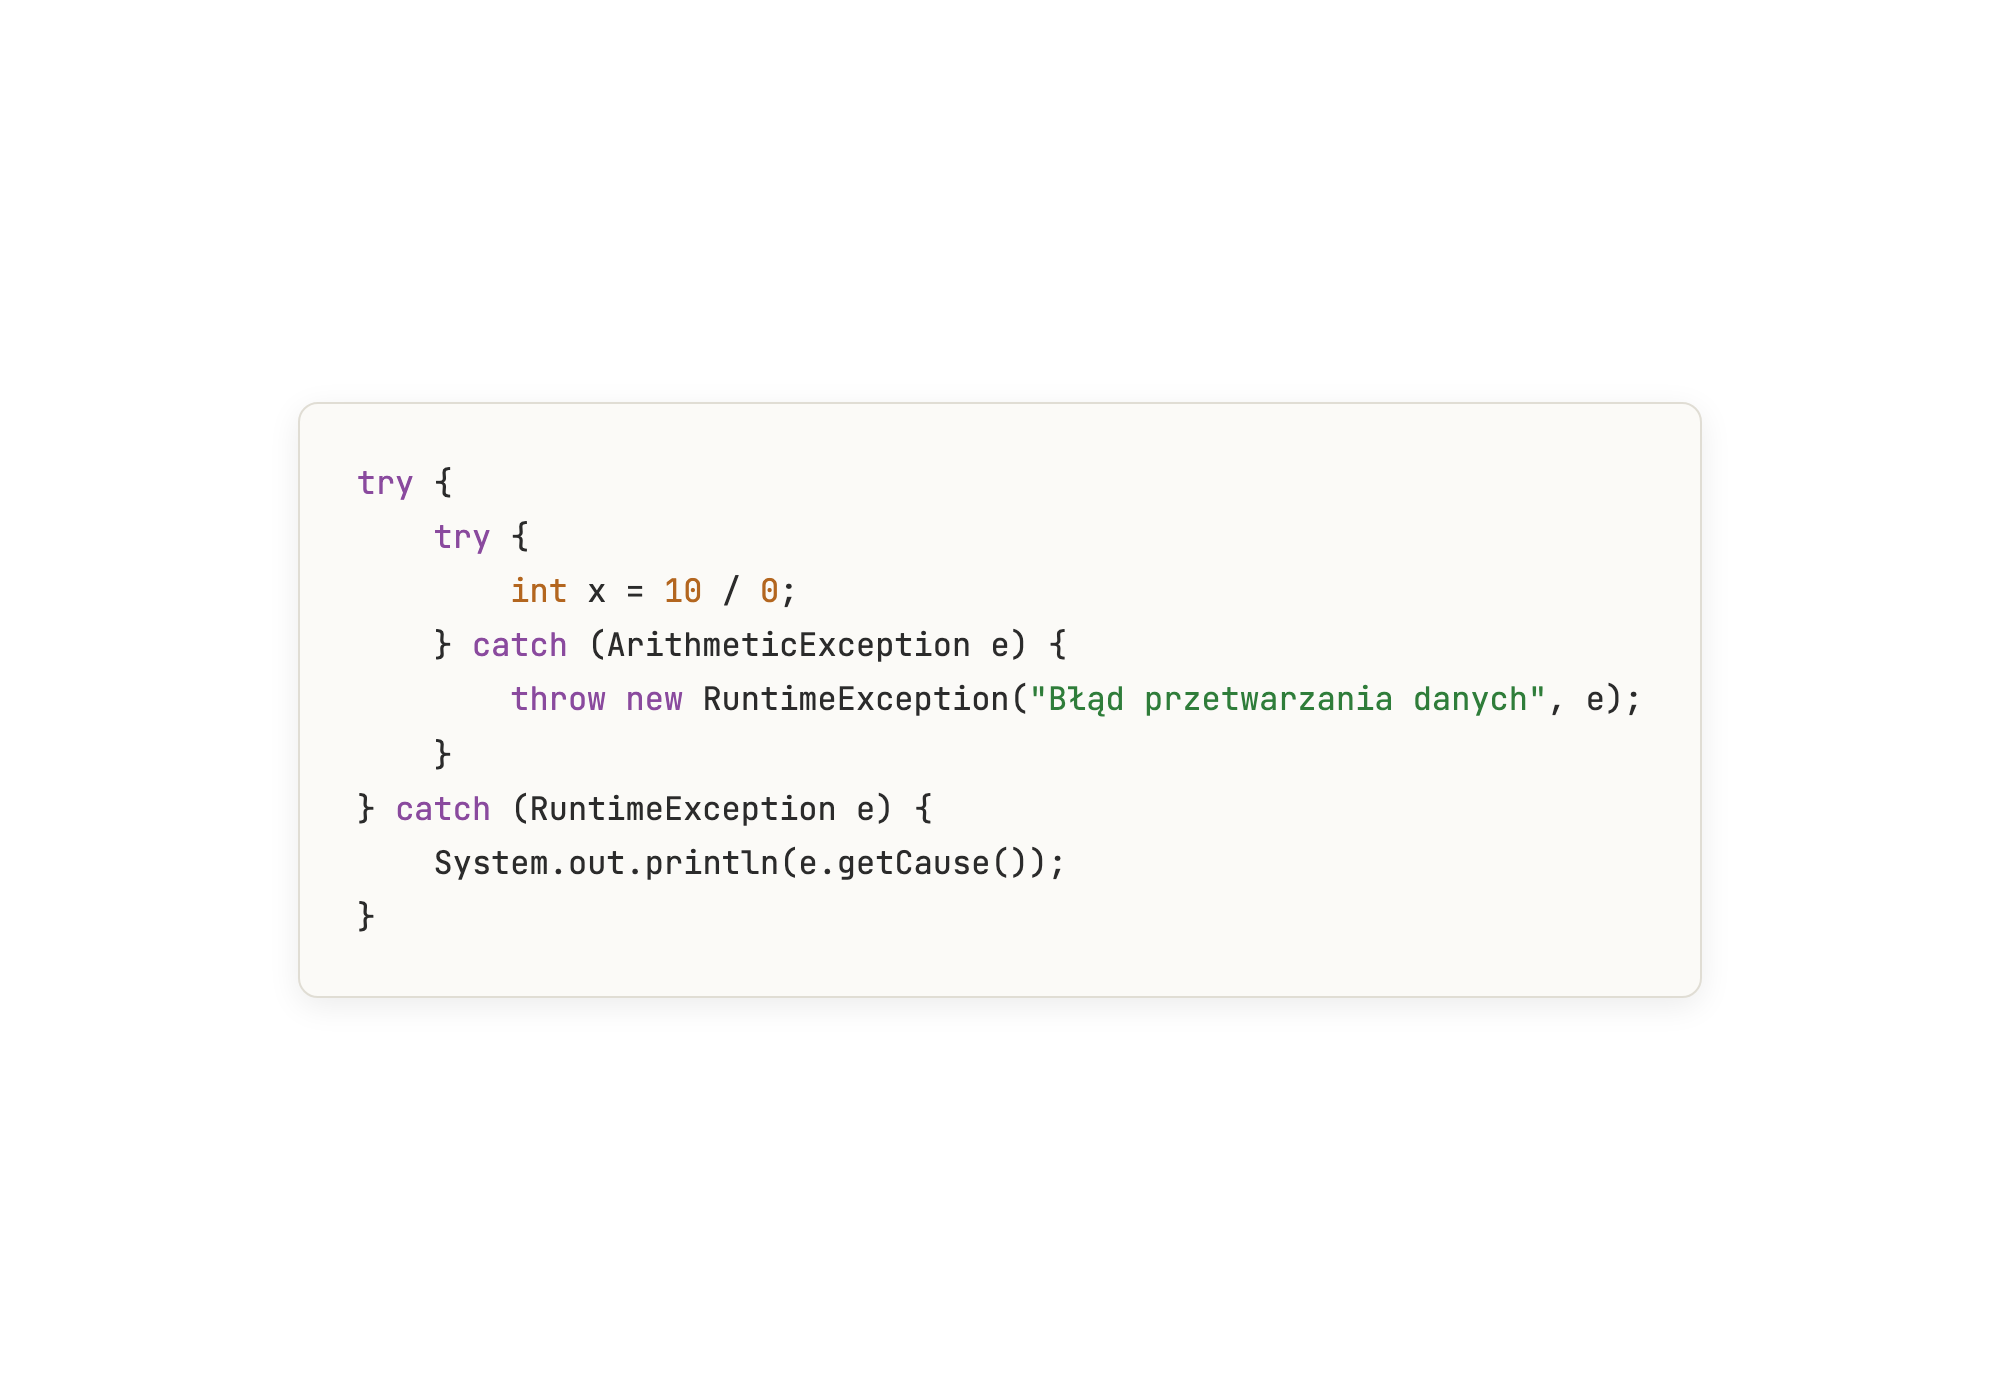 try {
    try {
        int x = 10 / 0;
    } catch (ArithmeticException e) {
        throw new RuntimeException("Błąd przetwarzania danych", e);
    }
} catch (RuntimeException e) {
    System.out.println(e.getCause());
}